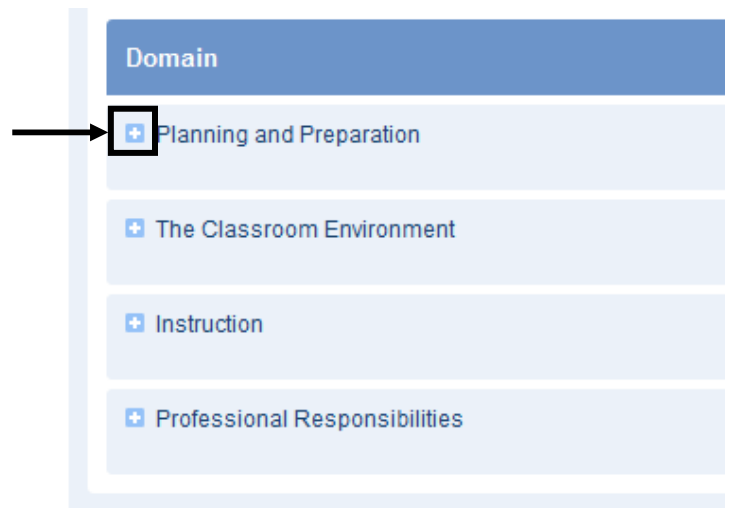 Domain
Planning and Preparation
The Classroom Environment
Instruction
Professional Responsibilities